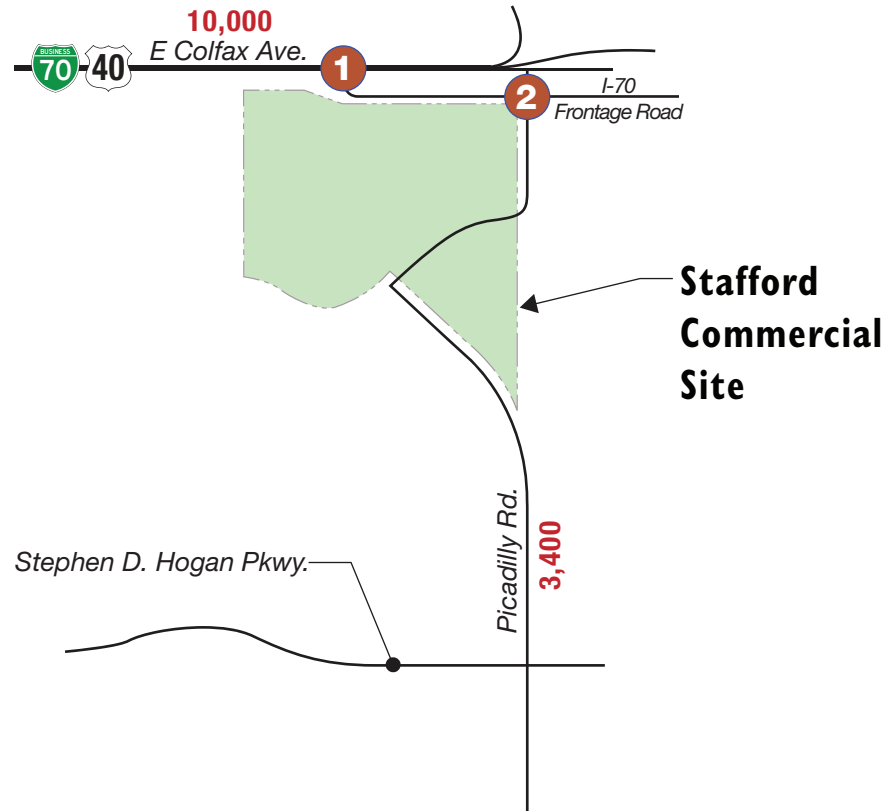 10,000
E Colfax Ave.
BUSINESS
70
40
1
2
I-70
Frontage Road
Stafford
Commercial
Site
Picadilly Rd.
3,400
Stephen D. Hogan Pkwy.